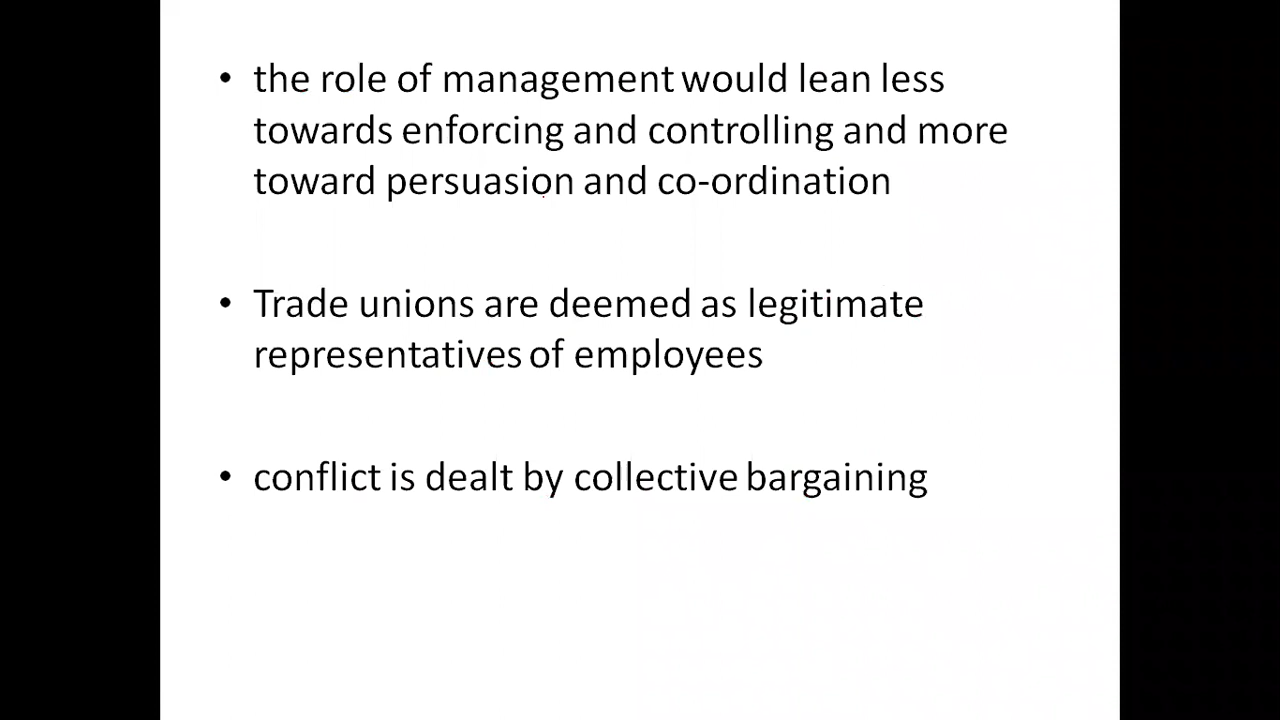 • the role of management would lean less
towards enforcing and controlling and more
toward persuasion and co-ordination
• Trade unions are deemed as legitimate
representatives of employees
• conflict is dealt by collective bargaining